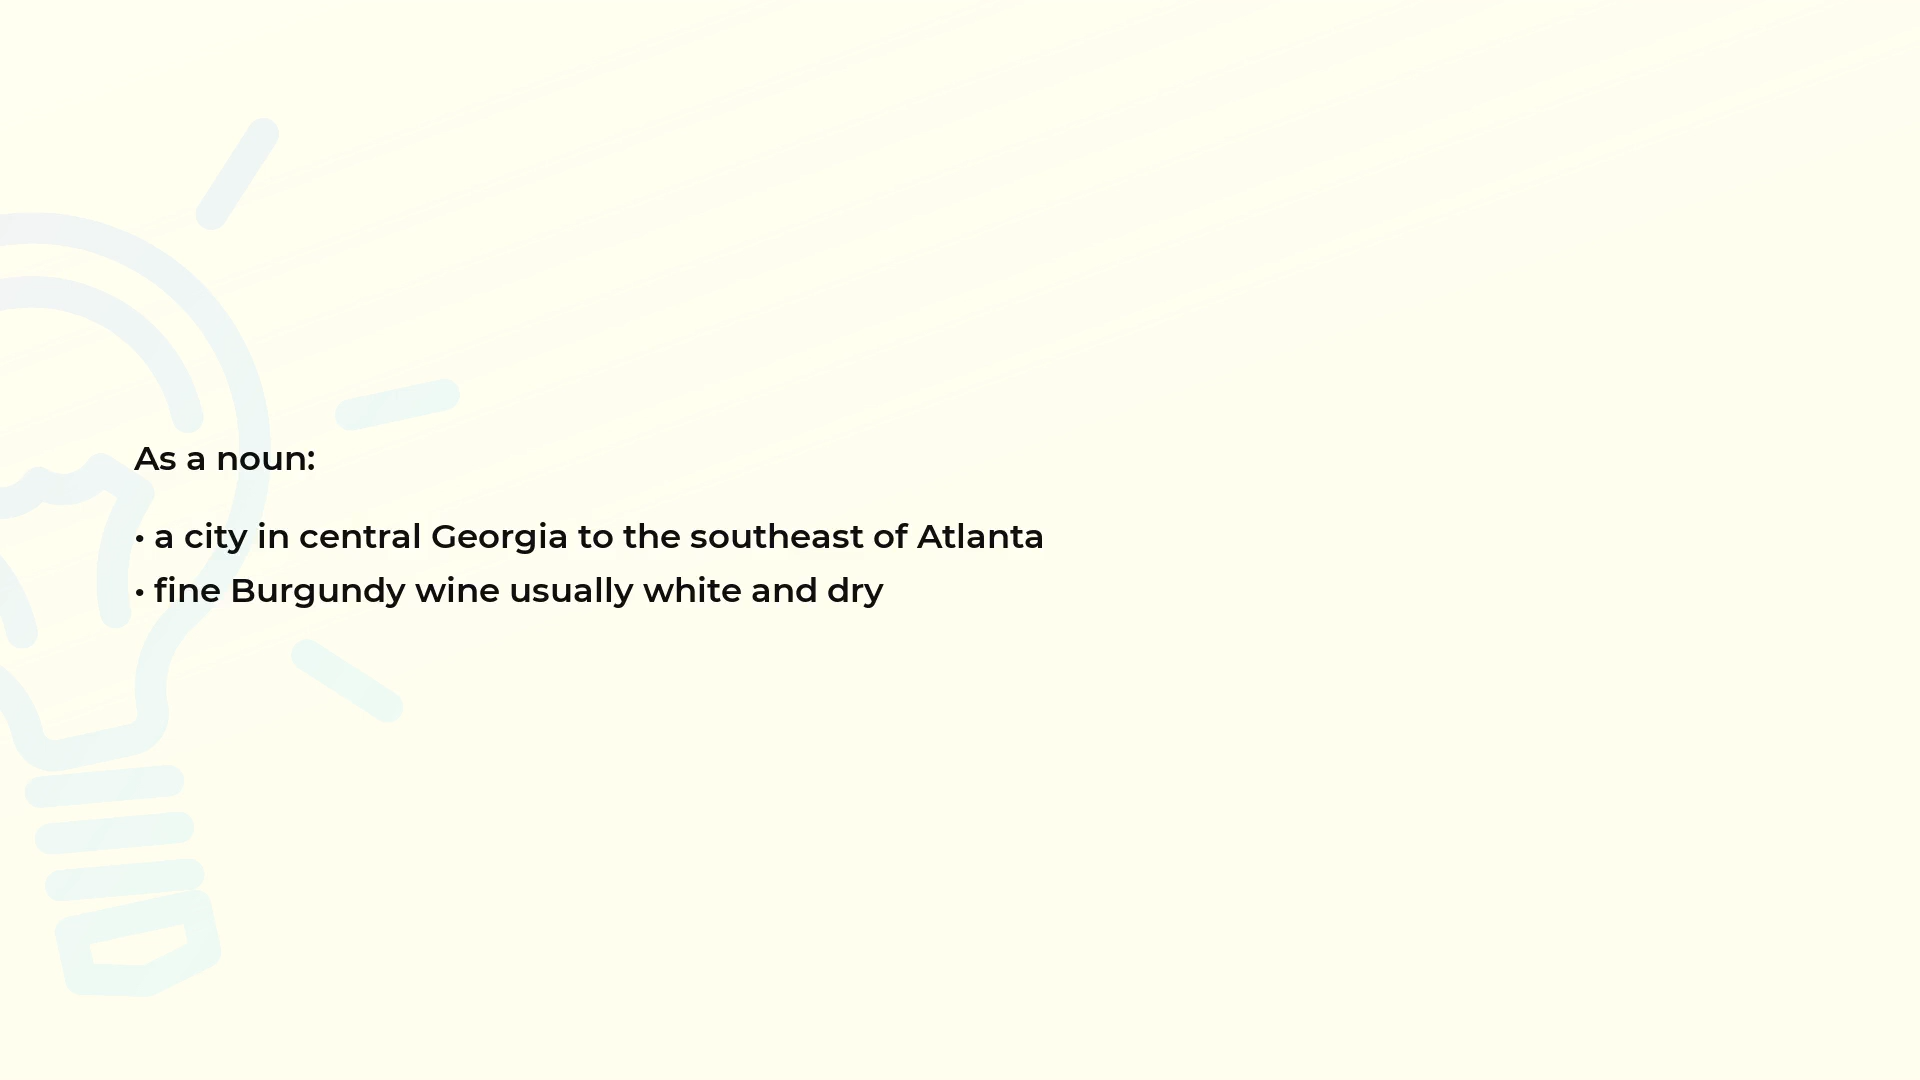 As a noun:
• a city in central Georgia to the southeast of Atlanta
• fine Burgundy wine usually white and dry